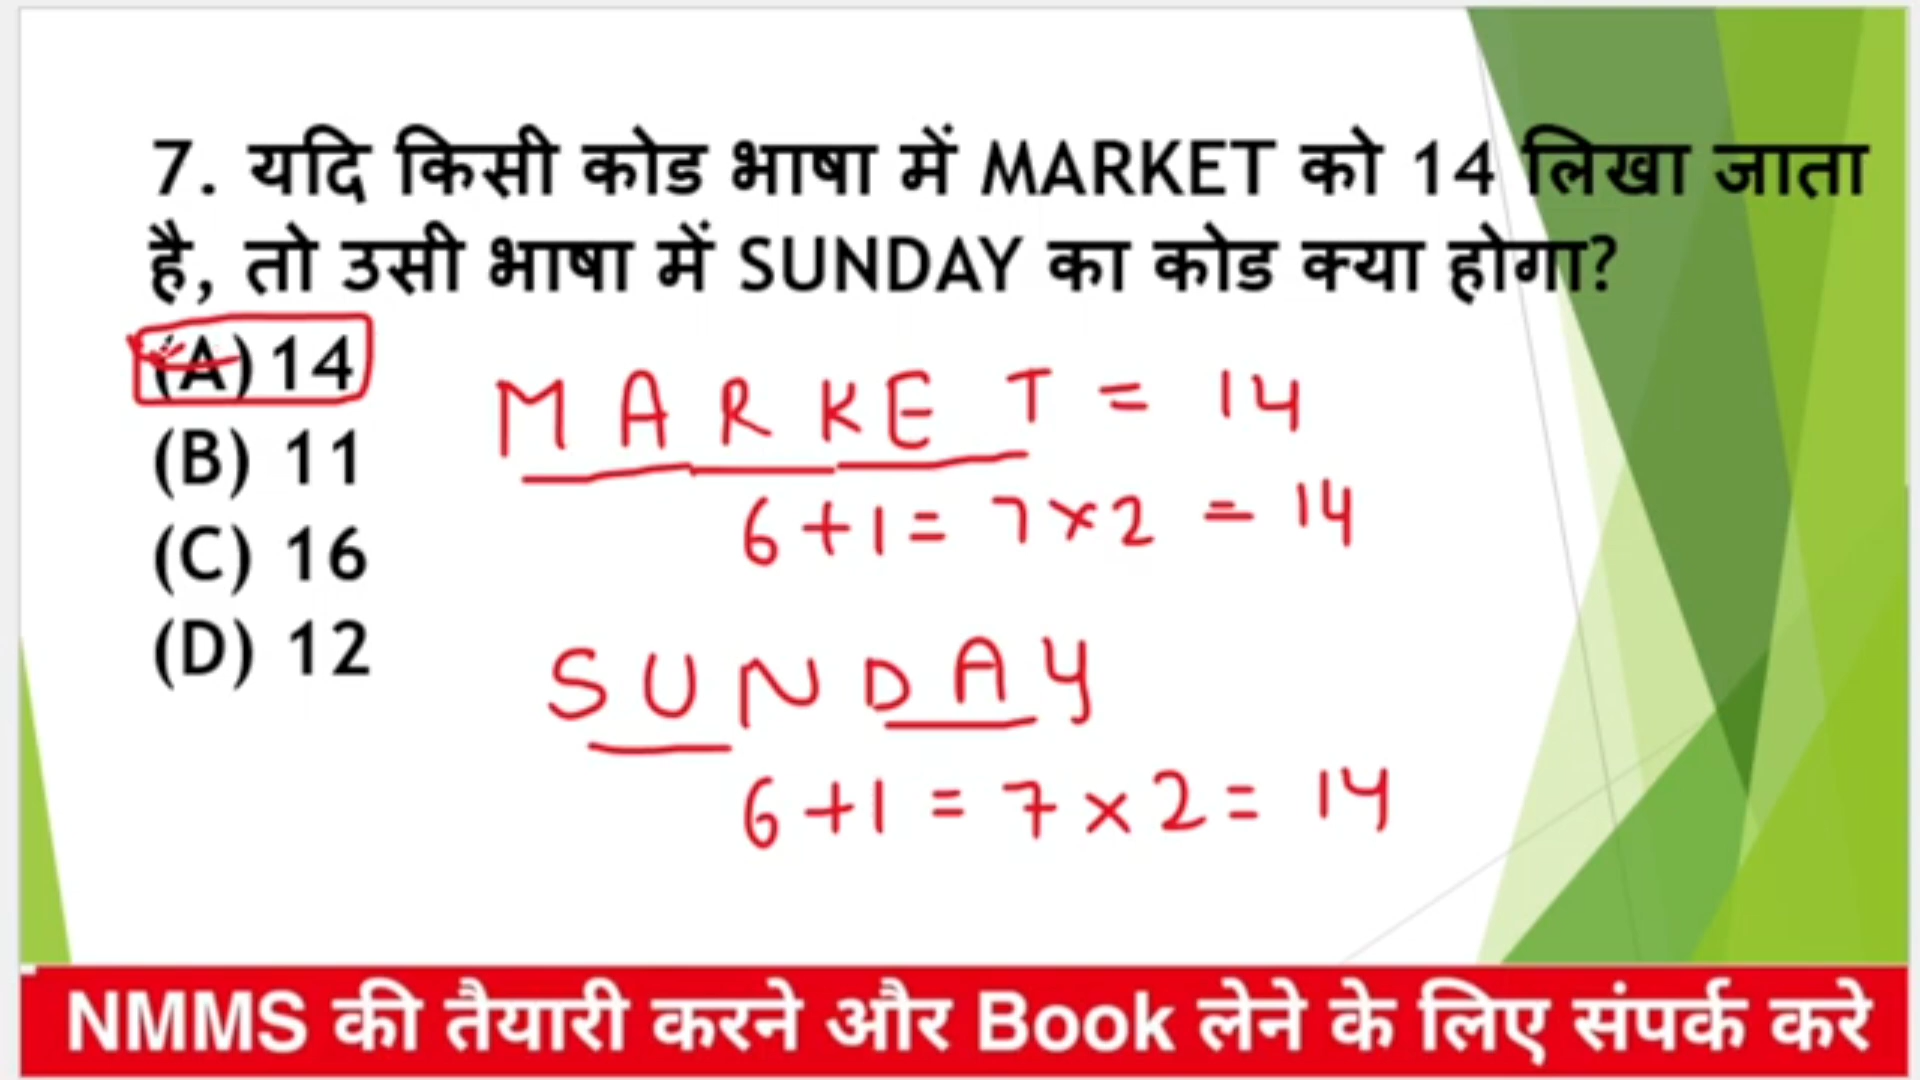 7. यदि किसी कोड भाषा में MARKET को 14 लिखा जाता
है, तो उसी भाषा में SUNDAY का कोड क्या होगा?
(A) 14
(B) 11
(C) 16
(D) 12
MARKET = 14
6+1= 7×2 = 14
SUNDAY
6+1 = 7×2= 14
NMMS की तैयारी करने और Book लेने के लिए संपर्क करे